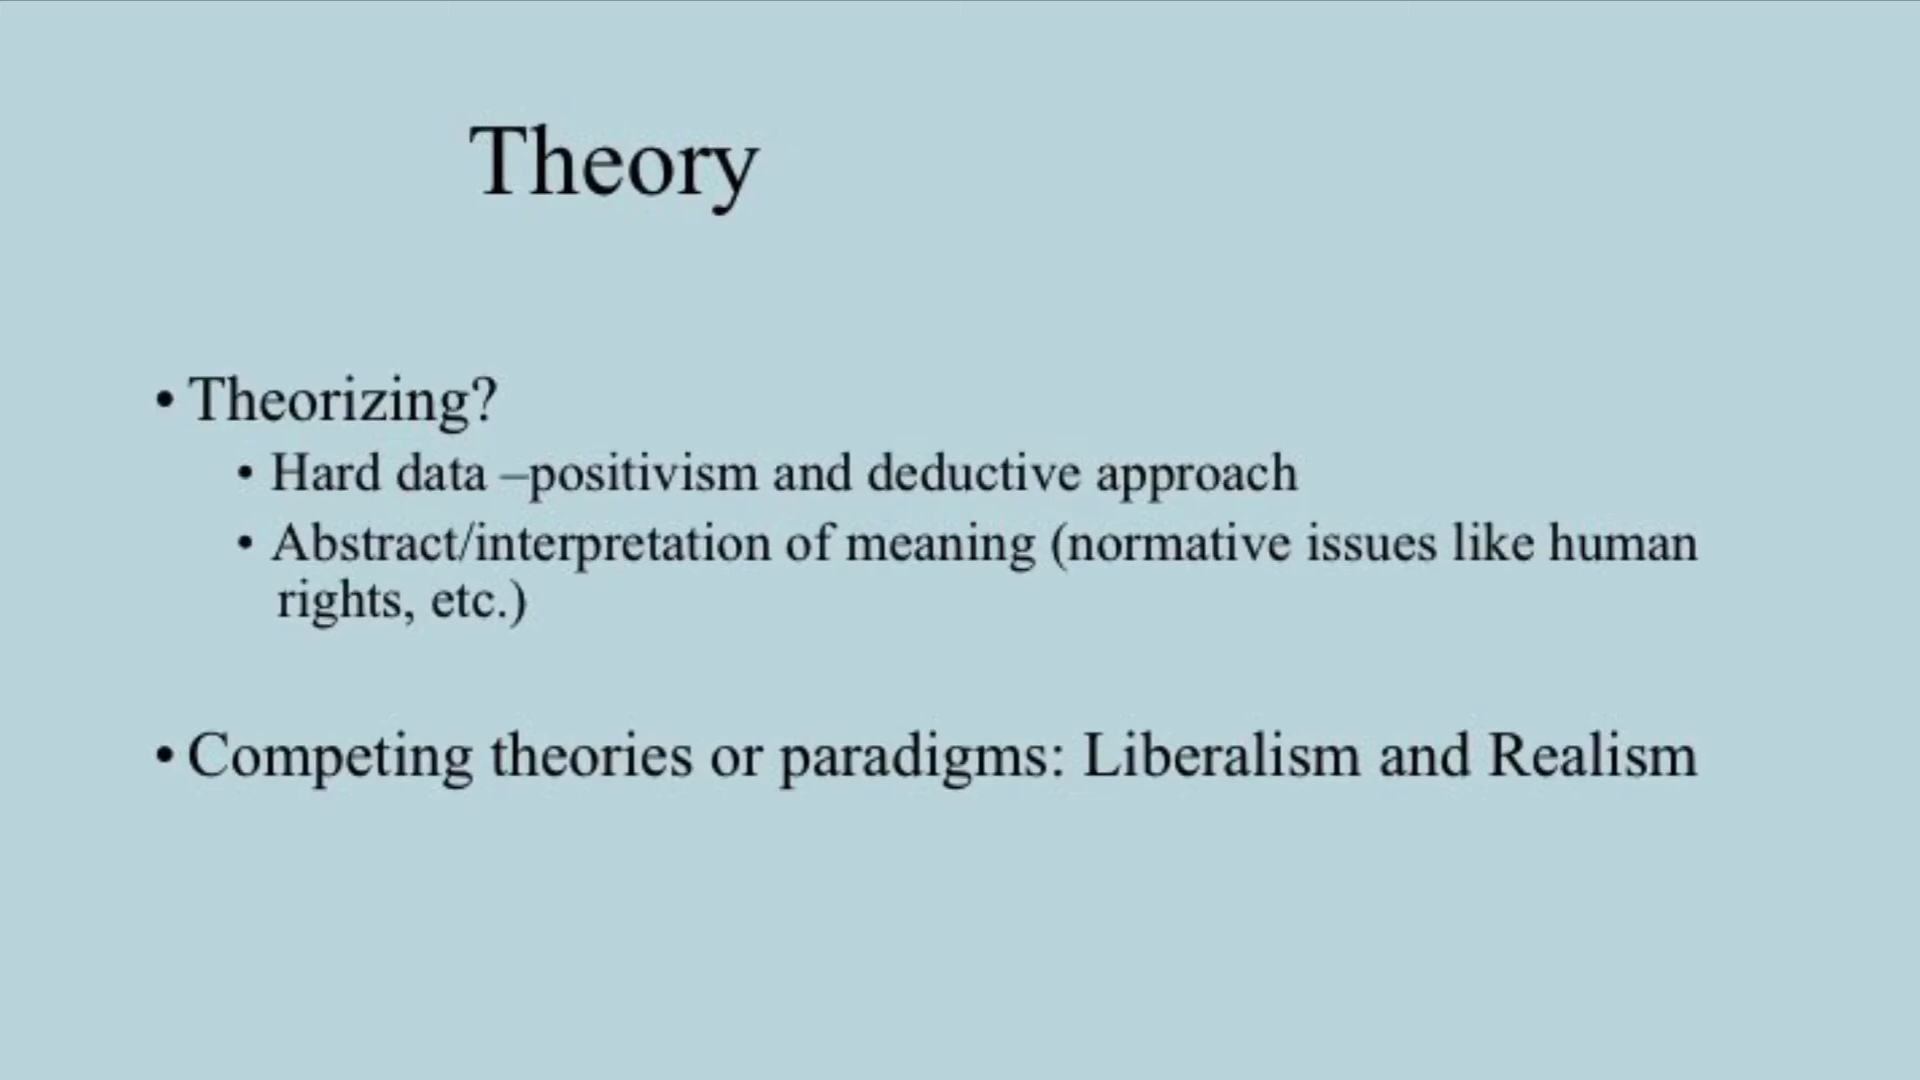 Theory
• Theorizing?
• Hard data –positivism and deductive approach
• Abstract/interpretation of meaning (normative issues like human
rights, etc.)
• Competing theories or paradigms: Liberalism and Realism